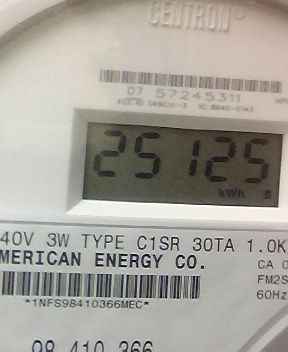 CENTRON®
07 57245311
25125
kWh
40V 3W TYPE C1SR 30TA 1.0K
MERICAN ENERGY CO.
CA 0
FM2S
60Hz
*1NFS98410366MEC*
98 410 366